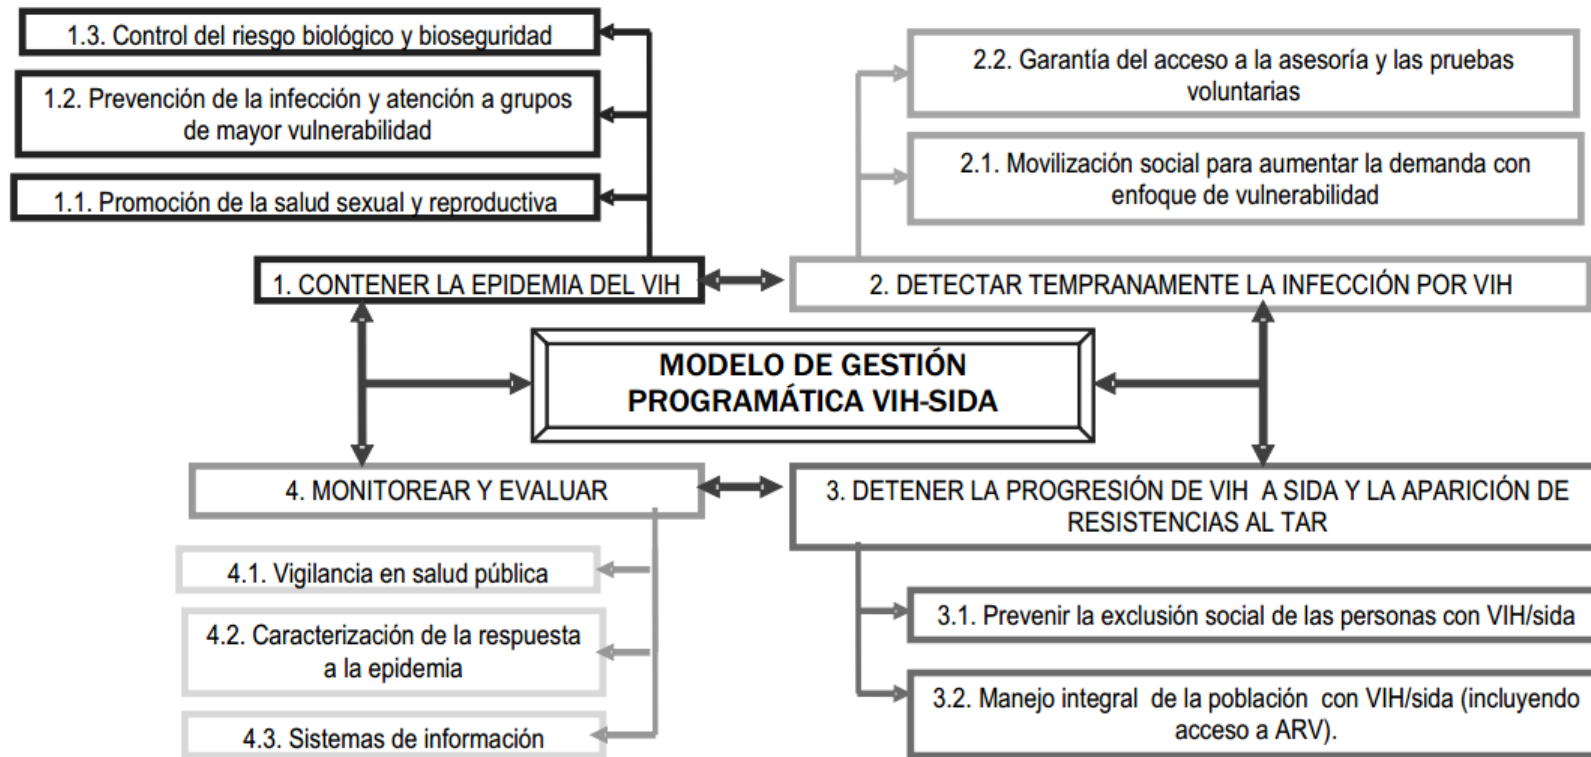 1.3. Control del riesgo biológico y bioseguridad
1.2. Prevención de la infección y atención a grupos
de mayor vulnerabilidad
1.1. Promoción de la salud sexual y reproductiva
2.2. Garantía del acceso a la asesoría y las pruebas
voluntarias
2.1. Movilización social para aumentar la demanda con
enfoque de vulnerabilidad
1. CONTENER LA EPIDEMIA DEL VIH
2. DETECTAR TEMPRANAMENTE LA INFECCIÓN POR VIH
MODELO DE GESTIÓN
PROGRAMÁTICA VIH-SIDA
4. MONITOREAR Y EVALUAR
3. DETENER LA PROGRESIÓN DE VIH A SIDA Y LA APARICIÓN DE
RESISTENCIAS AL TAR
4.1. Vigilancia en salud pública
4.2. Caracterización de la respuesta
a la epidemia
4.3. Sistemas de información
3.1. Prevenir la exclusión social de las personas con VIH/sida
3.2. Manejo integral de la población con VIH/sida (incluyendo
acceso a ARV).